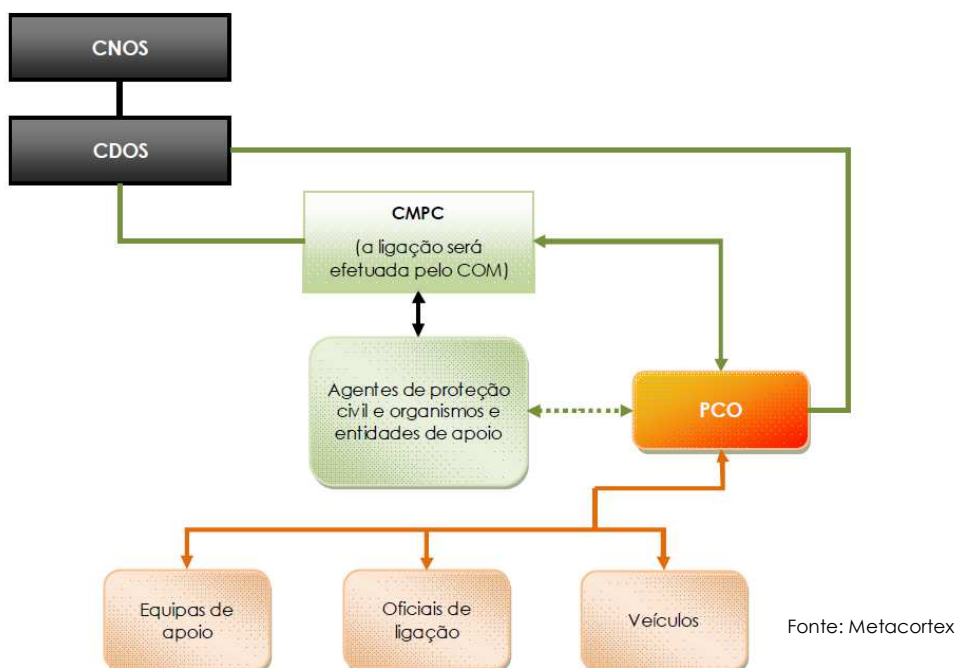 CNOS
CDOS
CMPC
(a ligação será
efetuada pelo COM)
Agentes de proteção
civil e organismos e
entidades de apoio
PCO
Equipas de
apoio
Oficiais de
ligação
Veículos
Fonte: Metacortex